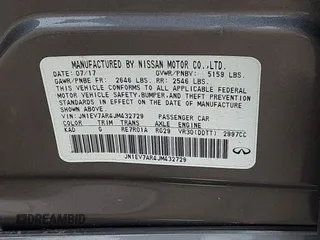 MANUFACTURED BY NISSAN MOTOR CO.,LTD.
DATE: 07/17 GVWR/PNBV: 5159 LBS.
GAWR/PNBE FR: 2646 LBS. RR: 2546 LBS.
THIS VEHICLE CONFORMS TO ALL APPLICABLE FEDERAL
MOTOR VEHICLE SAFETY, BUMPER, AND THEFT PREVENTION
STANDARDS IN EFFECT ON THE DATE OF MANUFACTURE
SHOWN ABOVE.
VIN: JN1EV7AR4JM432729 PASSENGER CAR
COLOR TRIM TRANS AXLE ENGINE
KAD G RE7R01A RG29 VR30(DDTT) 2997CC
JN1EV7AR4JM432729
INFINITI
DREAMBID